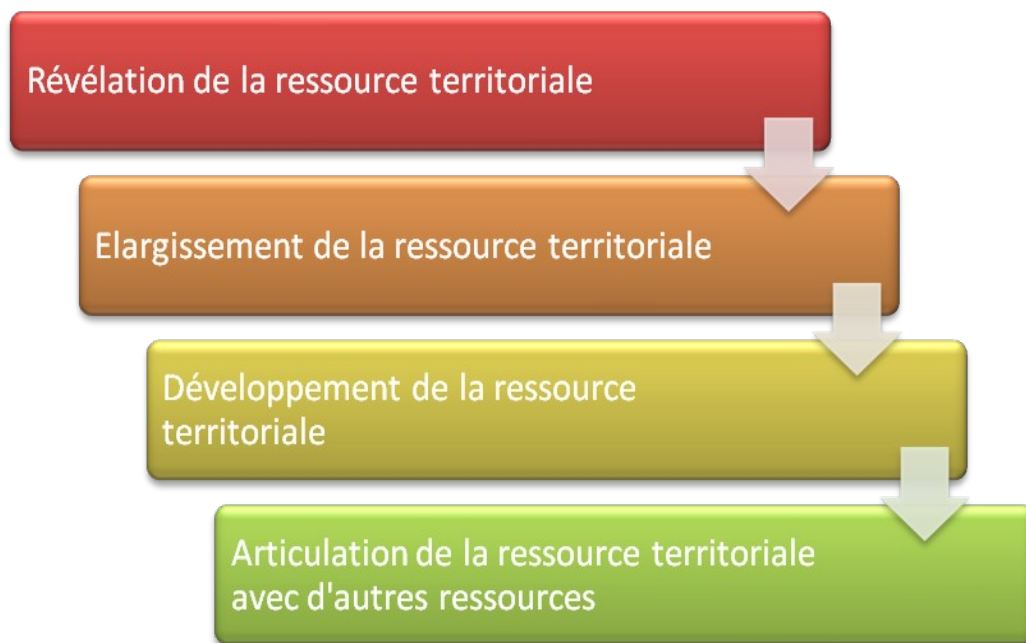 Révélation de la ressource territoriale
Elargissement de la ressource territoriale
Développement de la ressource
territoriale
Articulation de la ressource territoriale
avec d'autres ressources